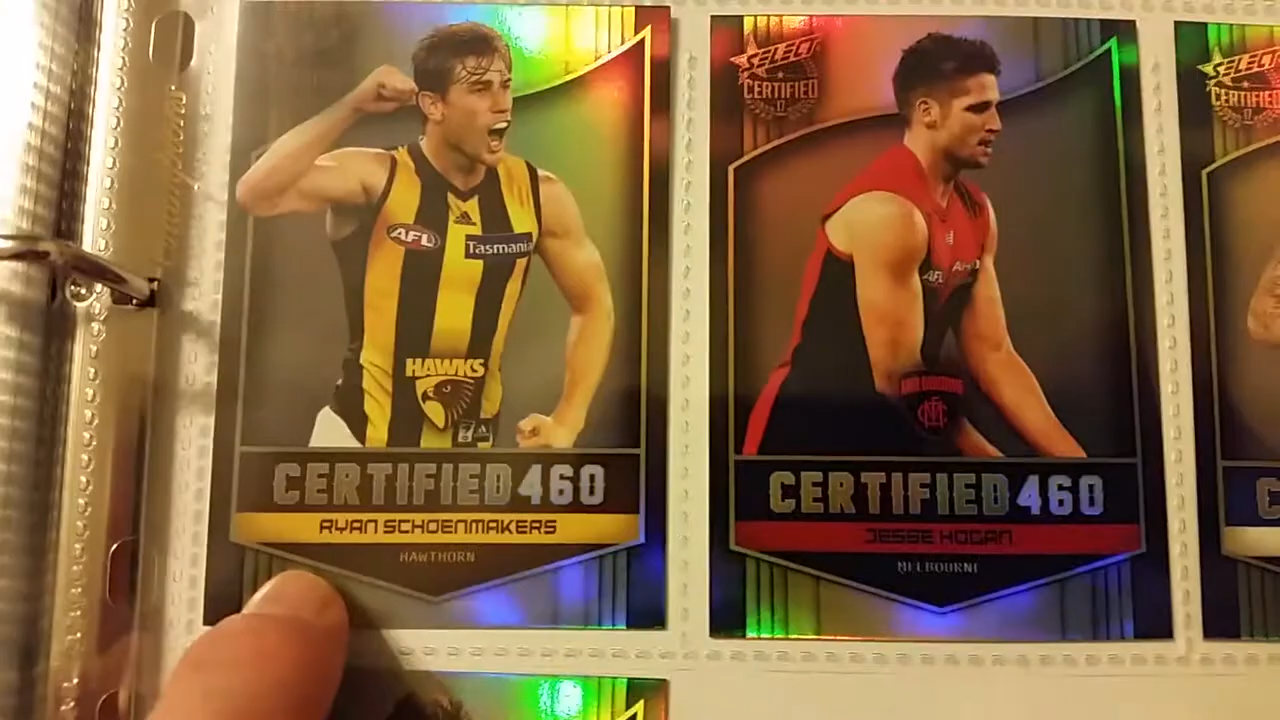 AFL
Tasmania
HAWKS
CERTIFIED 460
RYAN SCHOENMAKERS
HAWTHORN
SELECT
CERTIFIED
17
AFL
CERTIFIED 460
JESSE HOGAN
MELBOURNE
SELECT
CERTIFIED
17
C